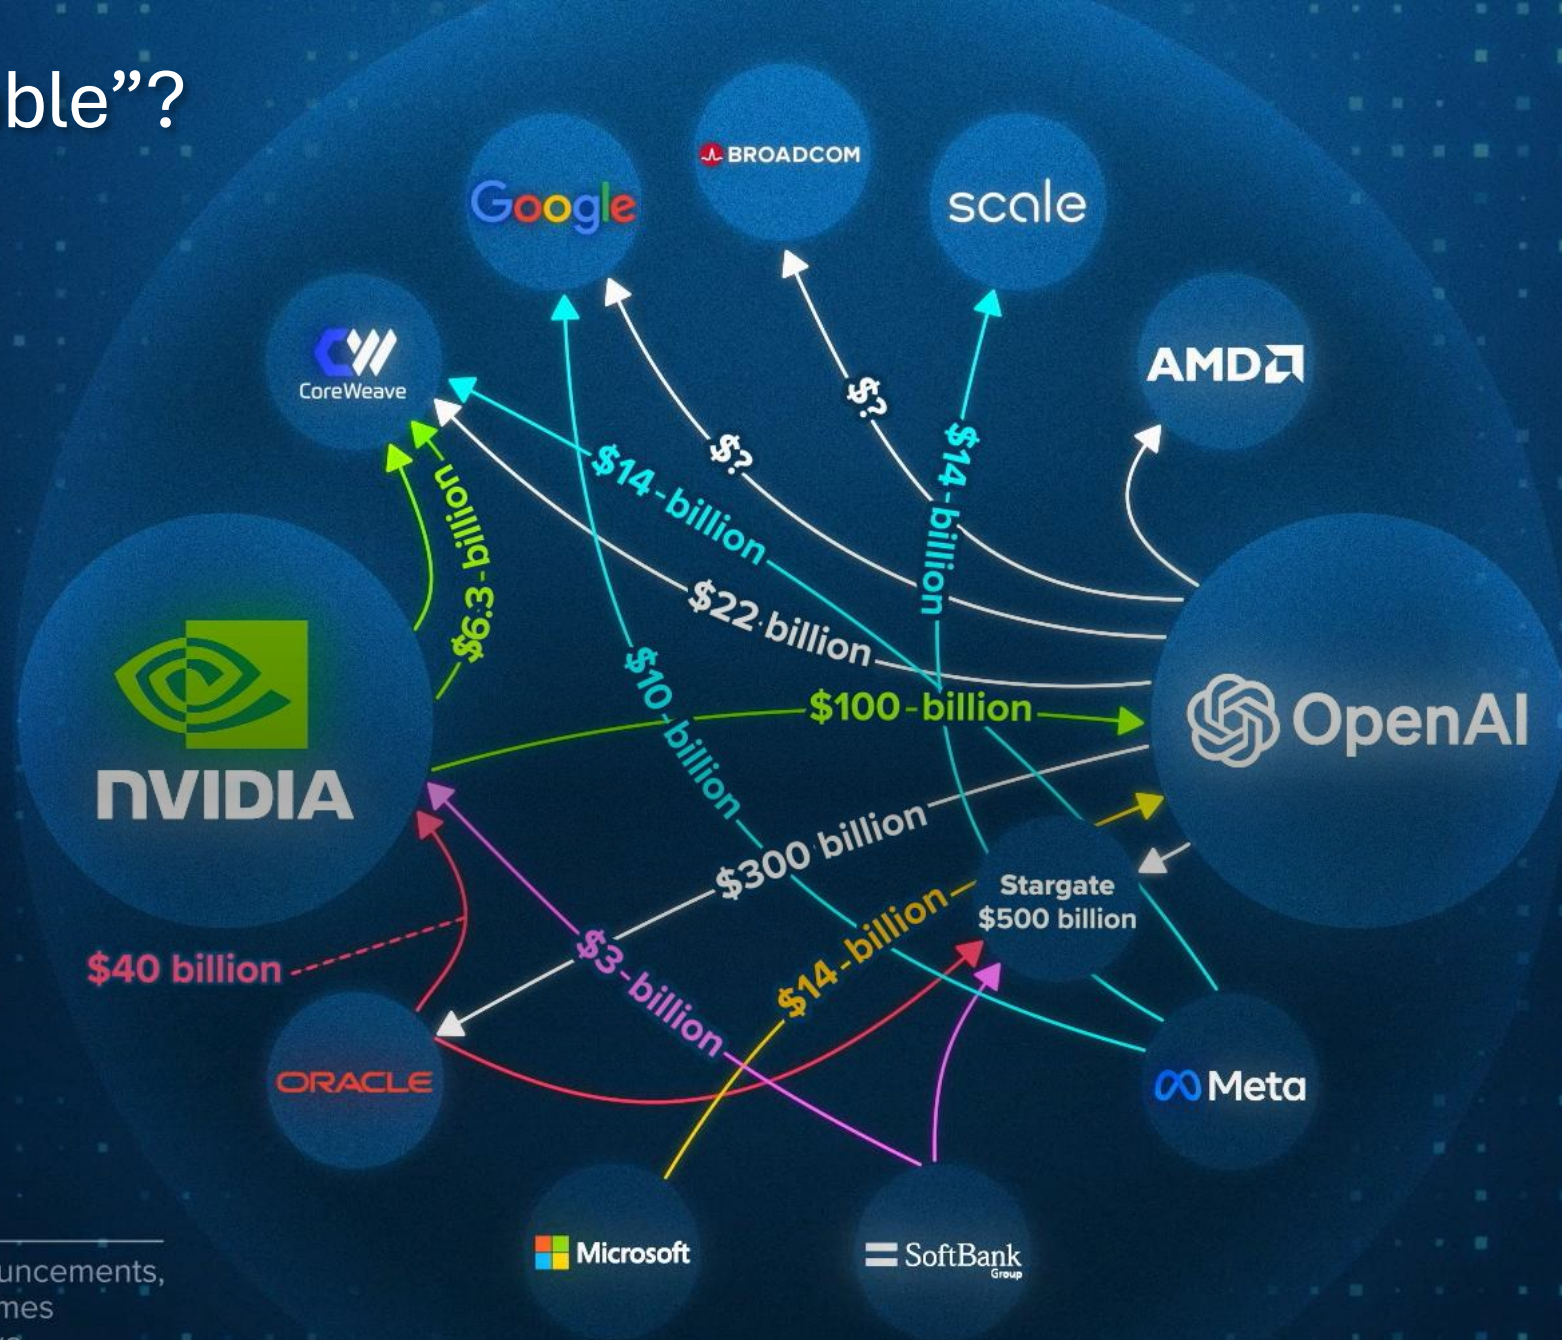 ble”?
BROADCOM
Google
scale
CoreWeave
AMD
$?
$?
$14 billion
$14 billion
$6.3 billion
$22 billion
$10 billion
$100 billion
NVIDIA
OpenAI
$300 billion
Stargate
$500 billion
$14 billion
$3 billion
$40 billion
ORACLE
Meta
Microsoft
SoftBank
Group
uncements,
mes